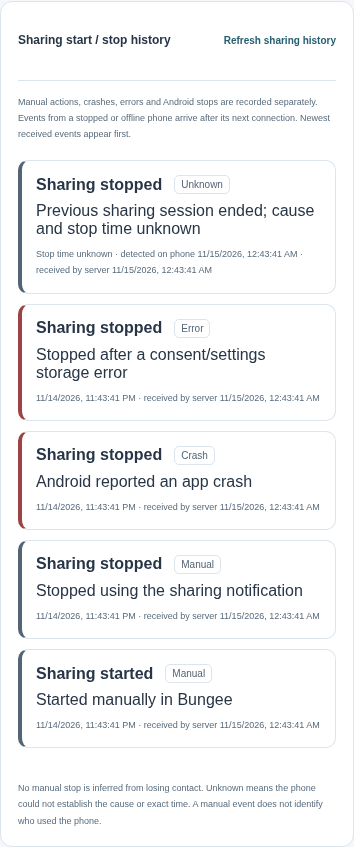 Sharing start / stop history
Refresh sharing history
Manual actions, crashes, errors and Android stops are recorded separately.
Events from a stopped or offline phone arrive after its next connection. Newest
received events appear first.
Sharing stopped
Unknown
Previous sharing session ended; cause
and stop time unknown
Stop time unknown · detected on phone 11/15/2026, 12:43:41 AM ·
received by server 11/15/2026, 12:43:41 AM
Sharing stopped
Error
Stopped after a consent/settings
storage error
11/14/2026, 11:43:41 PM · received by server 11/15/2026, 12:43:41 AM
Sharing stopped
Crash
Android reported an app crash
11/14/2026, 11:43:41 PM · received by server 11/15/2026, 12:43:41 AM
Sharing stopped
Manual
Stopped using the sharing notification
11/14/2026, 11:43:41 PM · received by server 11/15/2026, 12:43:41 AM
Sharing started
Manual
Started manually in Bungee
11/14/2026, 11:43:41 PM · received by server 11/15/2026, 12:43:41 AM
No manual stop is inferred from losing contact. Unknown means the phone
could not establish the cause or exact time. A manual event does not identify
who used the phone.